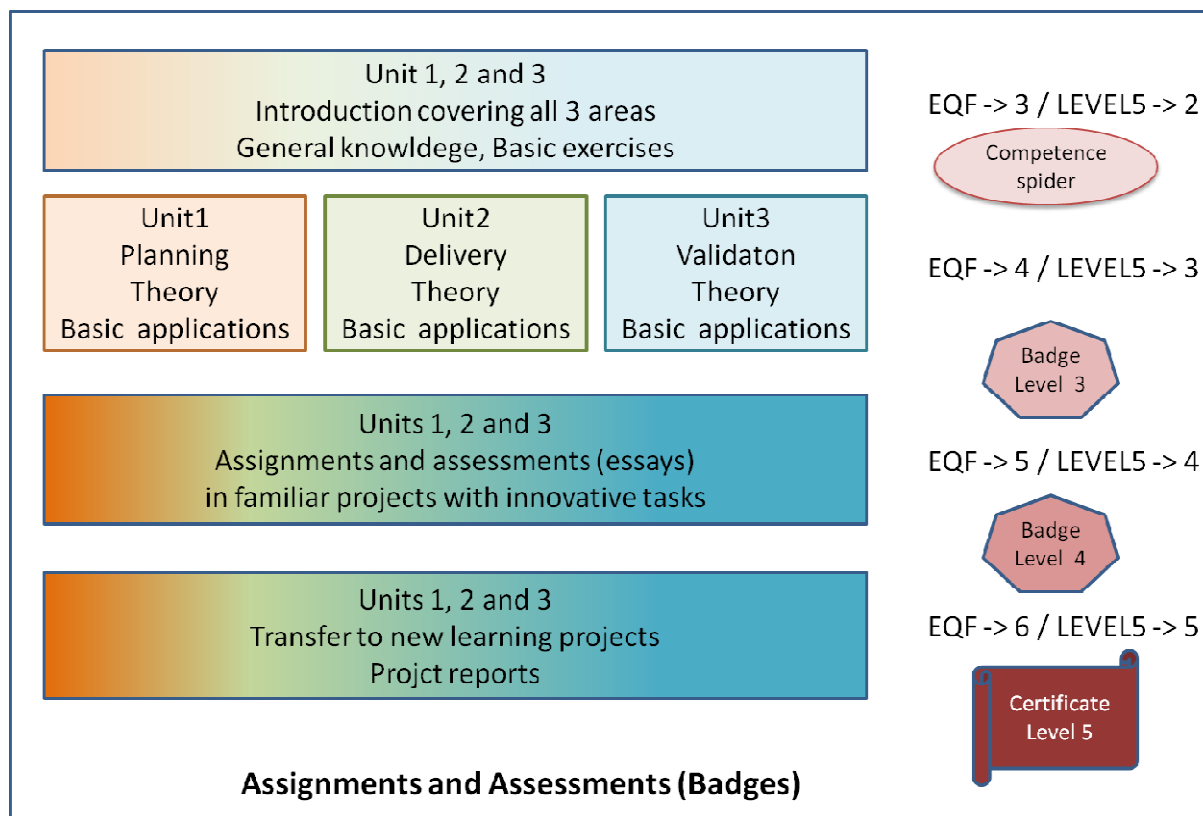 Unit 1, 2 and 3
Introduction covering all 3 areas
General knowldege, Basic exercises
EQF -> 3 / LEVEL5 -> 2
Competence
spider
Unit1
Planning
Theory
Basic applications
Unit2
Delivery
Theory
Basic applications
Unit3
Validaton
Theory
Basic applications
EQF -> 4 / LEVEL5 -> 3
Badge
Level 3
Units 1, 2 and 3
Assignments and assessments (essays)
in familiar projects with innovative tasks
EQF -> 5 / LEVEL5 -> 4
Badge
Level 4
Units 1, 2 and 3
Transfer to new learning projects
Projct reports
EQF -> 6 / LEVEL5 -> 5
Certificate
Level 5
Assignments and Assessments (Badges)